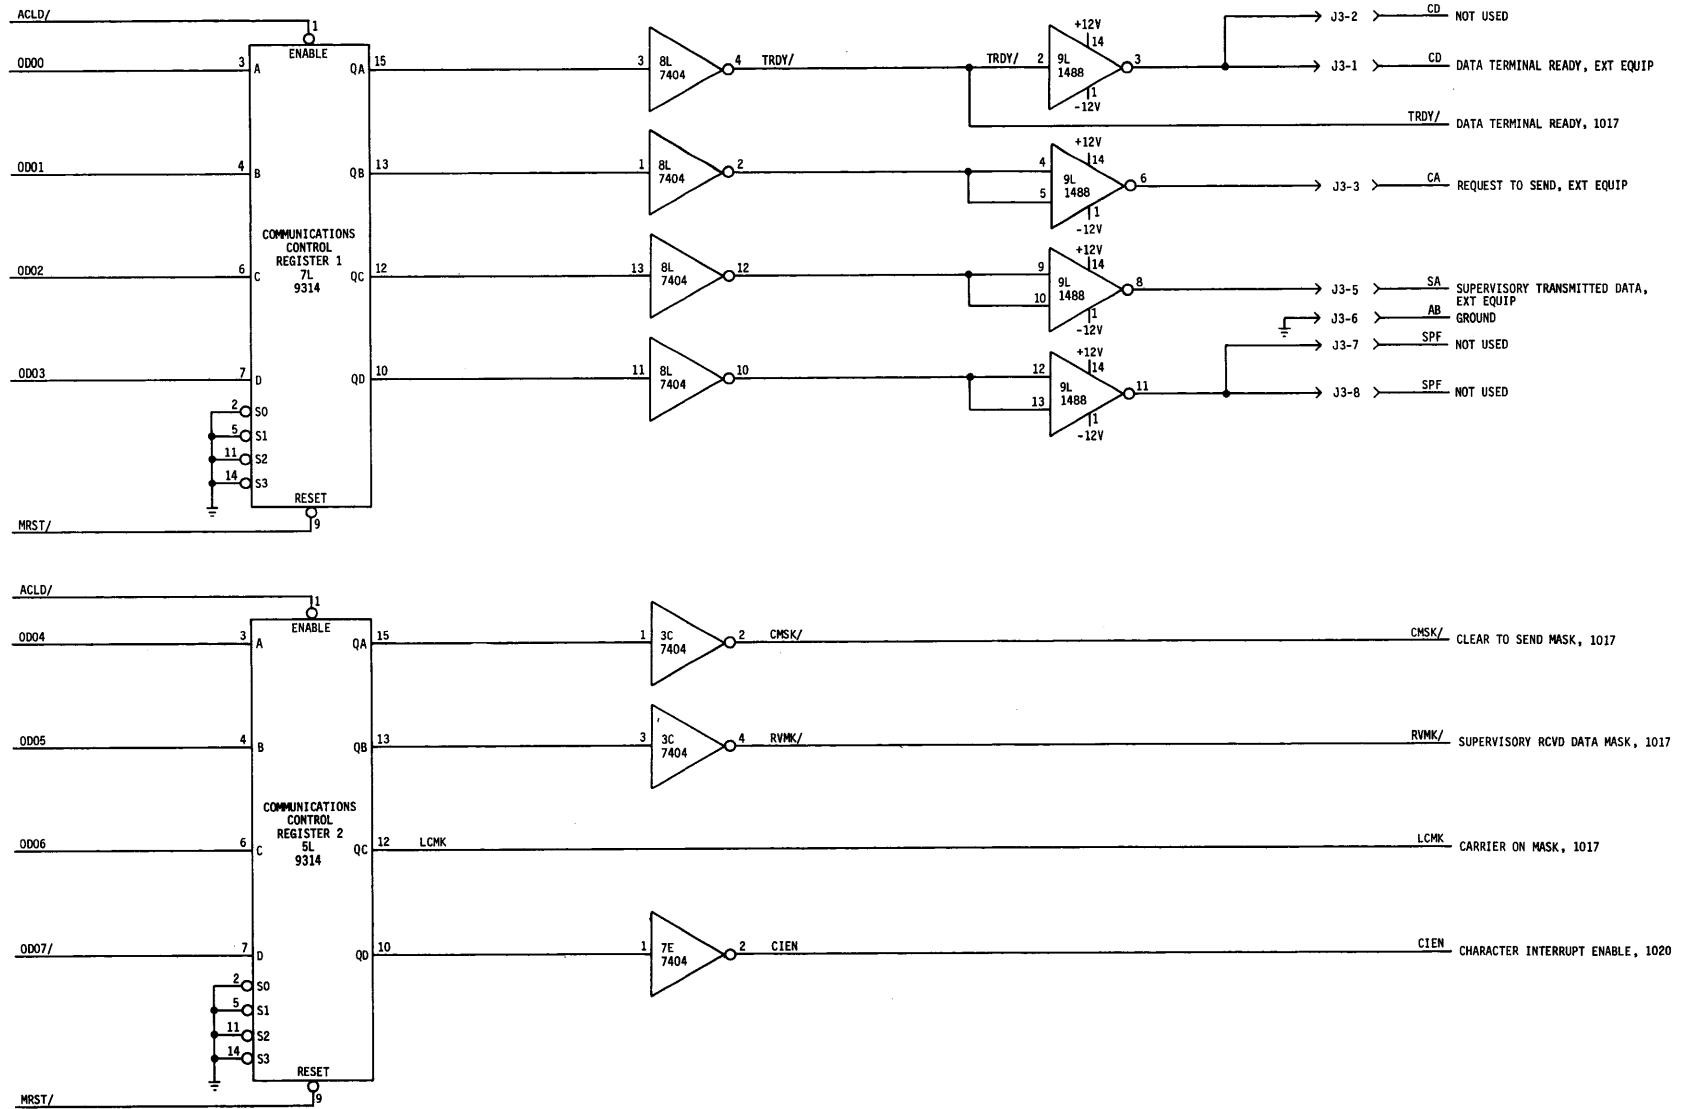 ACLD/
1
ENABLE
OD00
3 A
QA 15
3 8L 7404 4
TRDY/
TRDY/
2 9L 1488 3
+12V
14
1
-12V
J3-2 CD NOT USED
J3-1 CD DATA TERMINAL READY, EXT EQUIP
TRDY/ DATA TERMINAL READY, 1017
OD01
4 B
QB 13
1 8L 7404 2
4
5
9L 1488 6
+12V
14
1
-12V
J3-3 CA REQUEST TO SEND, EXT EQUIP
COMMUNICATIONS
CONTROL
REGISTER 1
7L
9314
OD02
6 C
QC 12
13 8L 7404 12
9
10
9L 1488 8
+12V
14
1
-12V
J3-5 SA SUPERVISORY TRANSMITTED DATA,
EXT EQUIP
J3-6 AB GROUND
J3-7 SPF NOT USED
OD03
7 D
QD 10
11 8L 7404 10
12
13
9L 1488 11
+12V
14
1
-12V
J3-8 SPF NOT USED
2 S0
5 S1
11 S2
14 S3
RESET
MRST/
9
ACLD/
1
ENABLE
OD04
3 A
QA 15
1 3C 7404 2
CMSK/
CMSK/ CLEAR TO SEND MASK, 1017
OD05
4 B
QB 13
3 3C 7404 4
RVMK/
RVMK/ SUPERVISORY RCVD DATA MASK, 1017
COMMUNICATIONS
CONTROL
REGISTER 2
5L
9314
OD06
6 C
QC 12
LCMK
LCMK CARRIER ON MASK, 1017
OD07/
7 D
QD 10
1 7E 7404 2
CIEN
CIEN CHARACTER INTERRUPT ENABLE, 1020
2 S0
5 S1
11 S2
14 S3
RESET
MRST/
9